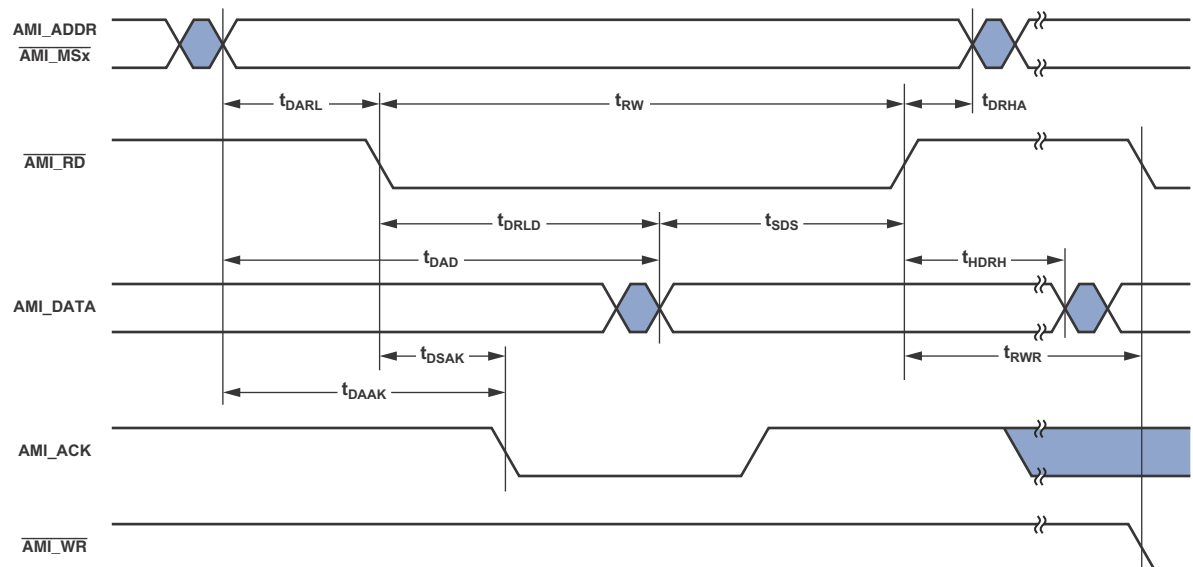 AMI_ADDR
AMI_MSx
tDARL
tRW
tDRHA
AMI_RD
tDRLD
tSDS
tDAD
tHDRH
AMI_DATA
tDSAK
tRWR
tDAAK
AMI_ACK
AMI_WR